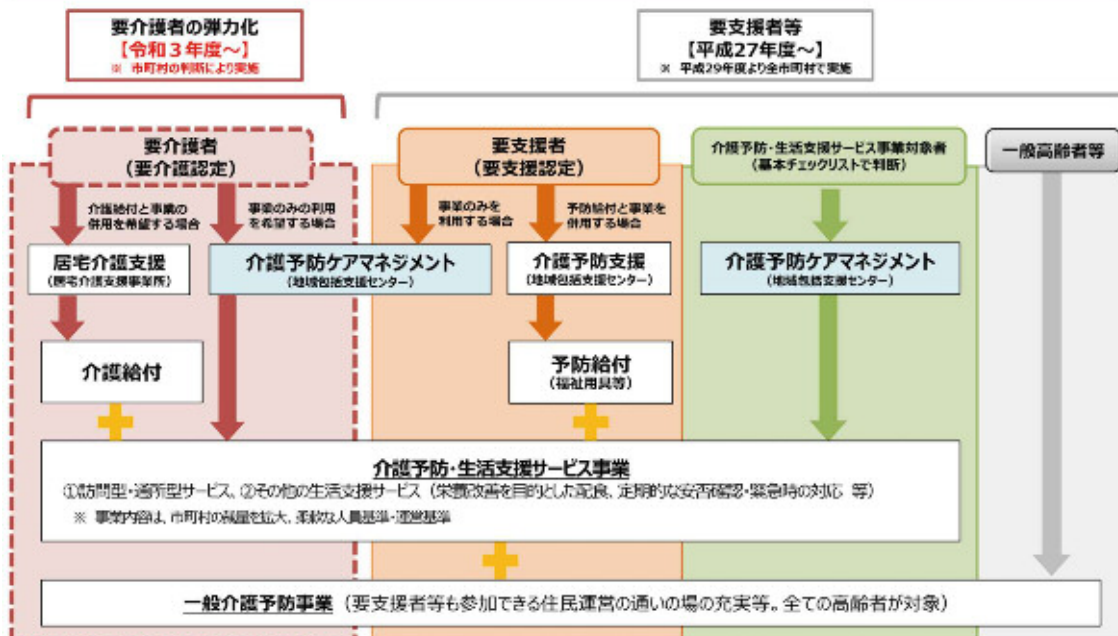 要介護者の弾力化
【令和3年度～】
※ 市町村の判断により実施
要支援者等
【平成27年度～】
※ 平成29年度より全市町村で実施
要介護者
(要介護認定)
要支援者
(要支援認定)
介護予防・生活支援サービス事業対象者
(基本チェックリストで判断)
一般高齢者等
介護給付と事業の
併用を希望する場合
事業のみの利用
を希望する場合
事業のみを
利用する場合
予防給付と事業を
併用する場合
居宅介護支援
(居宅介護支援事業所)
介護予防ケアマネジメント
(地域包括支援センター)
介護予防支援
(地域包括支援センター)
介護予防ケアマネジメント
(地域包括支援センター)
介護給付
予防給付
(福祉用具等)
介護予防・生活支援サービス事業
①訪問型・通所型サービス、②その他の生活支援サービス (栄養改善を目的とした配食、定期的な安否確認・緊急時の対応 等)
※ 事業内容は、市町村の裁量を拡大、柔軟な人員基準・運営基準
一般介護予防事業 (要支援者等も参加できる住民運営の通いの場の充実等。全ての高齢者が対象)